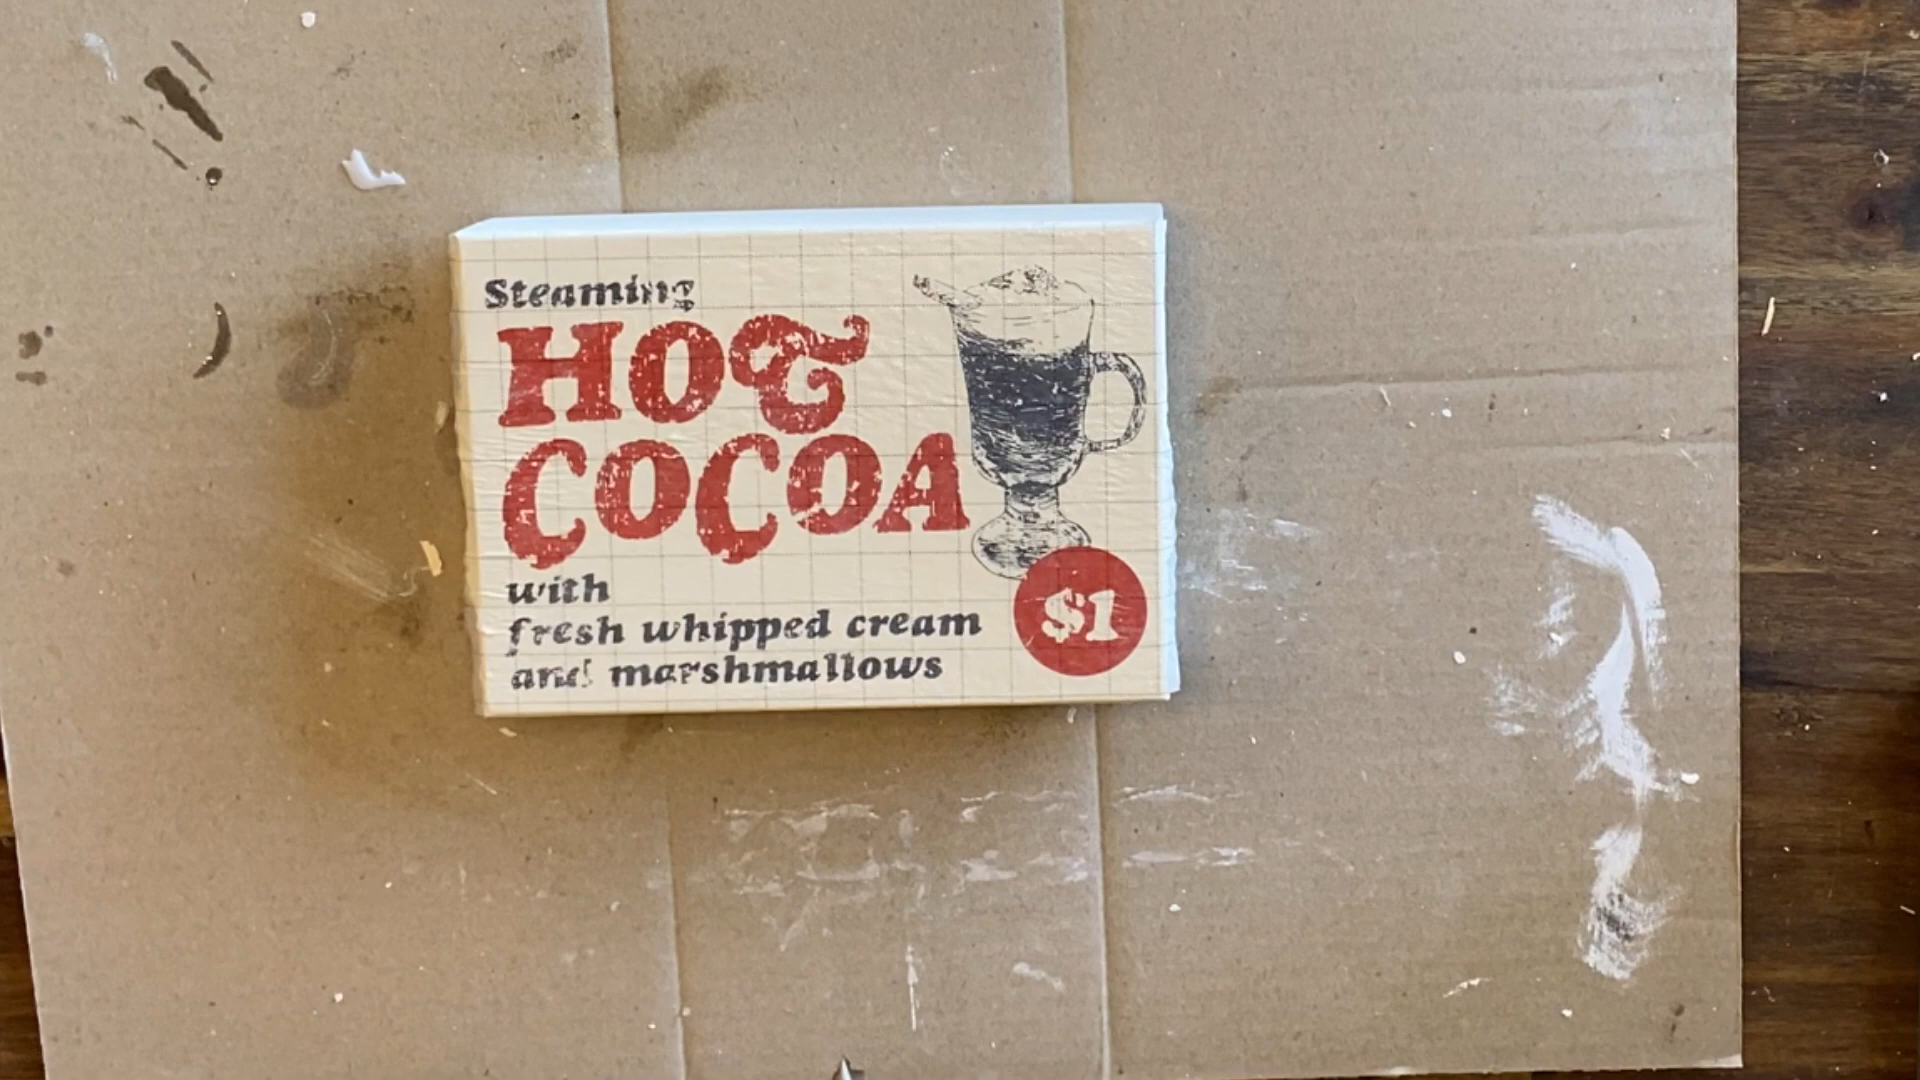 Steaming
HOT
COCOA
with
fresh whipped cream
and marshmallows
$1